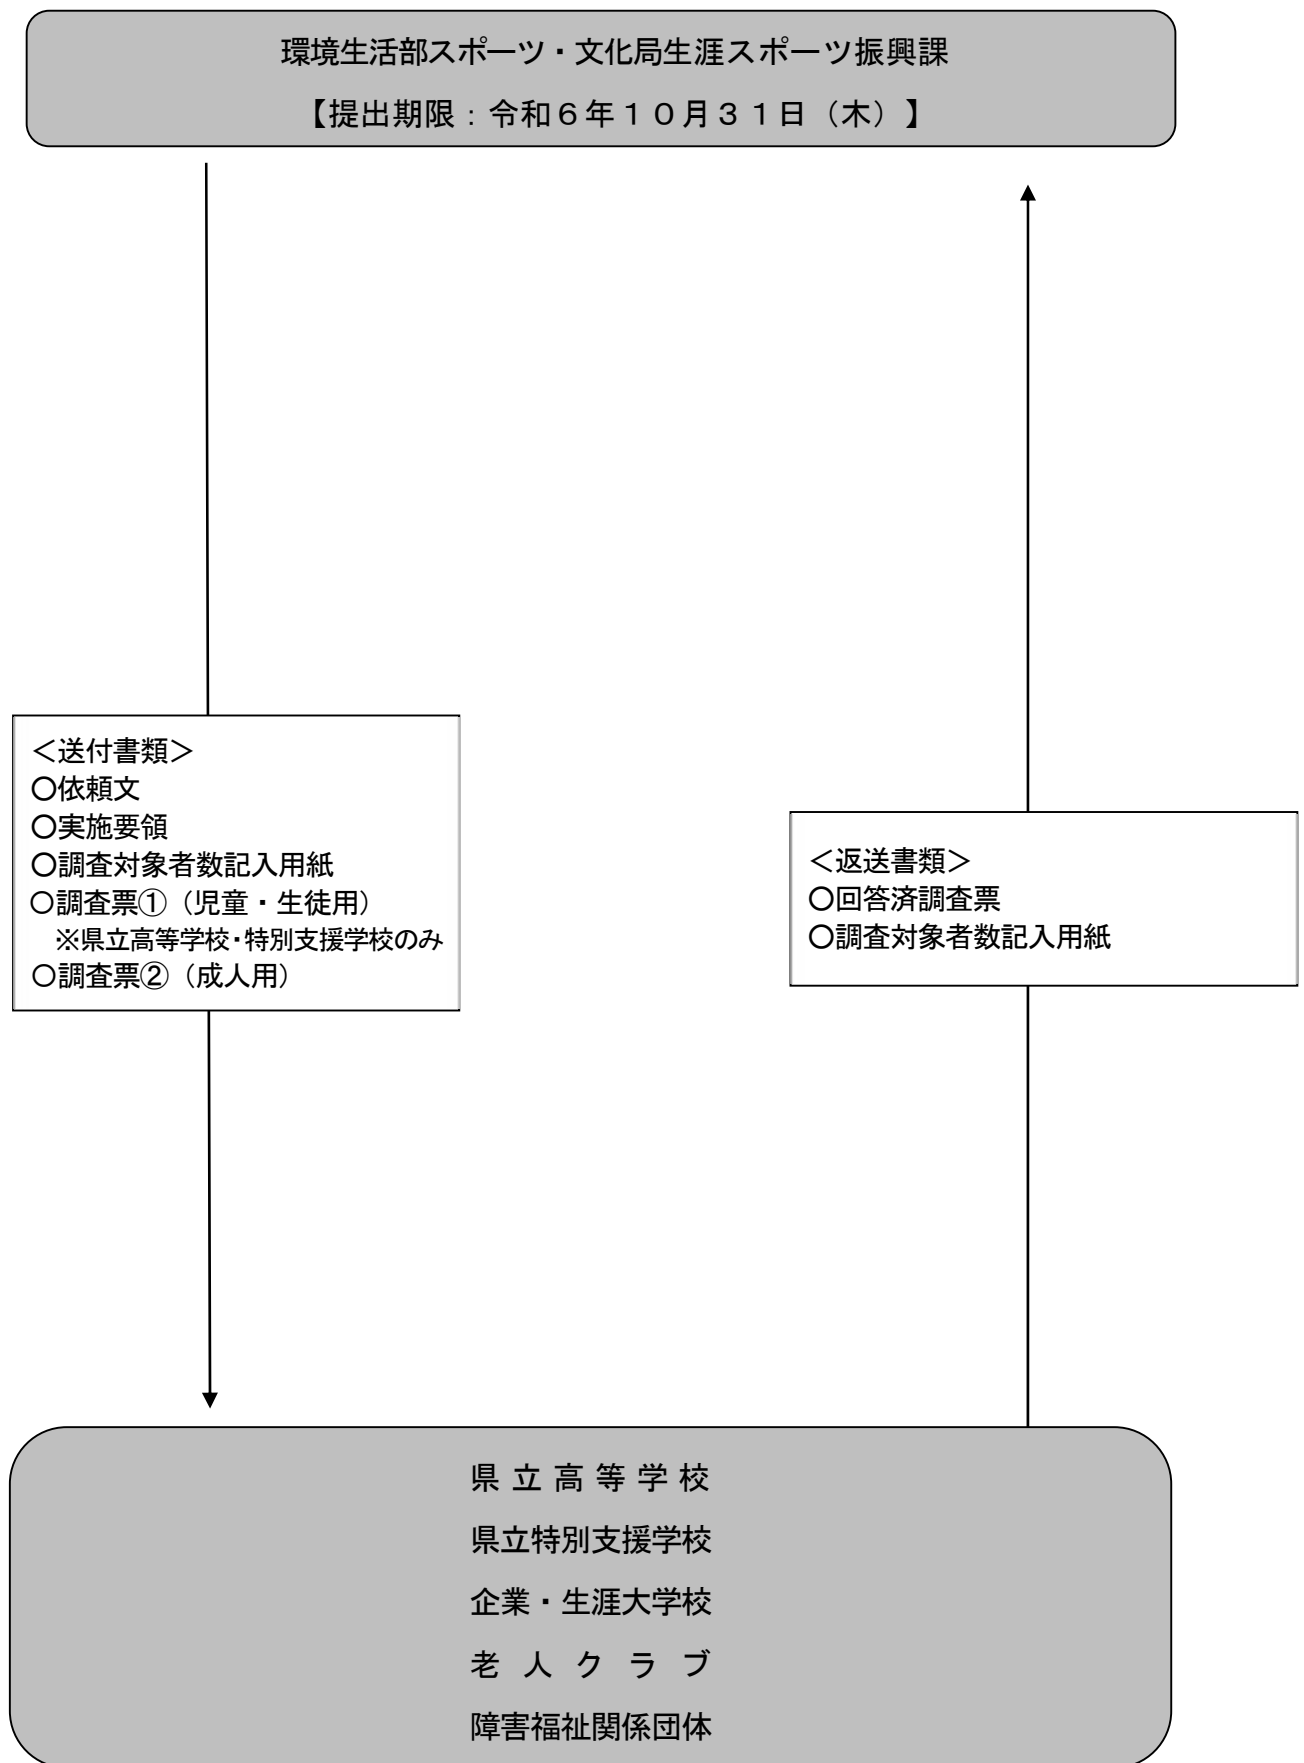 環境生活部スポーツ・文化局生涯スポーツ振興課
【提出期限：令和６年１０月３１日（木）】
＜送付書類＞
○依頼文
○実施要領
○調査対象者数記入用紙
○調査票①（児童・生徒用）
※県立高等学校・特別支援学校のみ
○調査票②（成人用）
＜返送書類＞
○回答済調査票
○調査対象者数記入用紙
県立高等学校
県立特別支援学校
企業・生涯大学校
老人クラブ
障害福祉関係団体